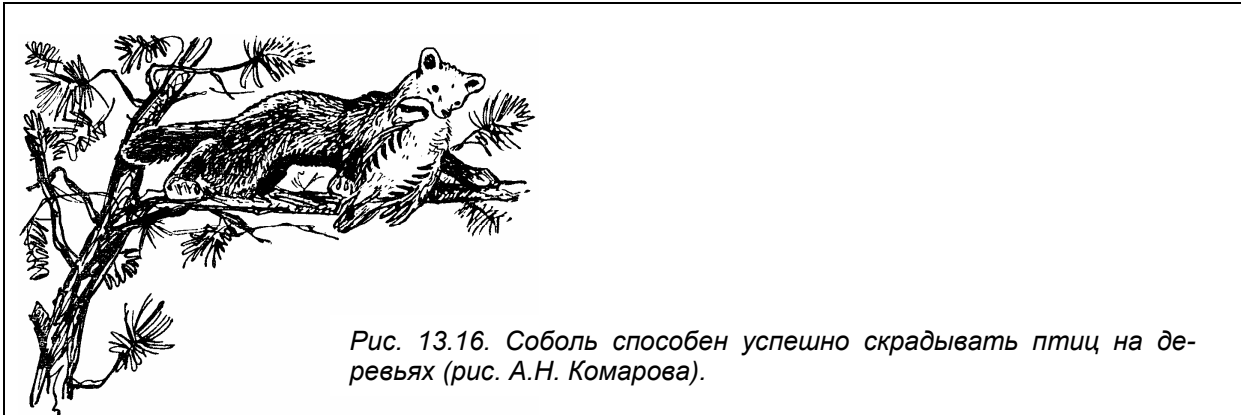 Рис. 13.16. Соболь способен успешно скрадывать птиц на де-
ревьях (рис. А.Н. Комарова).